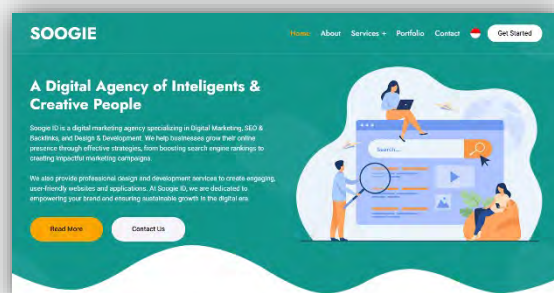 SOOGIE
Home About Services + Portfolio Contact Get Started
A Digital Agency of Inteligents &
Creative People
Soogie ID is a digital marketing agency specializing in Digital Marketing, SEO &
Backlinks, and Design & Development. We help businesses grow their online
presence through effective strategies, from boosting search engine rankings to
creating impactful marketing campaigns.
We also provide professional design and development services to create engaging,
user-friendly websites and applications. At Soogie ID, we are dedicated to
empowering your brand and ensuring sustainable growth in the digital era.
Read More Contact Us
Search...